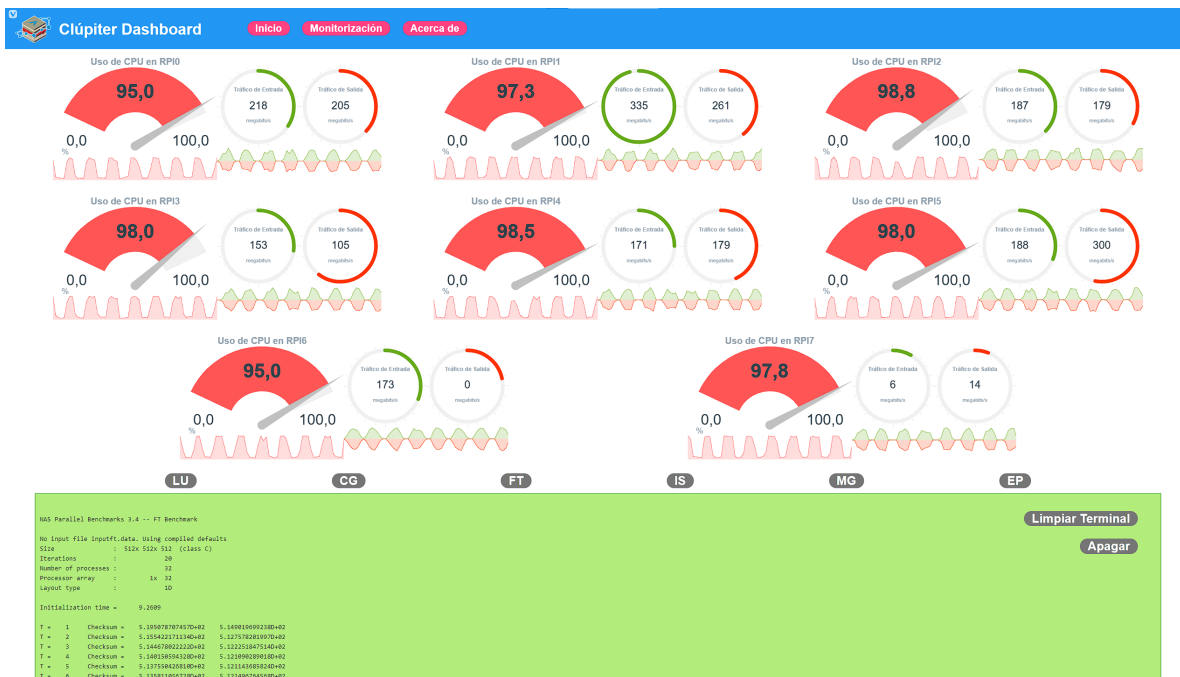 Clúpiter Dashboard Inicio Monitorización Acerca de
Uso de CPU en RPI0 Uso de CPU en RPI1 Uso de CPU en RPI2
95,0 Tráfico de Entrada 218 megabits/s Tráfico de Salida 205 megabits/s
0,0 100,0
%
97,3 Tráfico de Entrada 335 megabits/s Tráfico de Salida 261 megabits/s
0,0 100,0
%
98,8 Tráfico de Entrada 187 megabits/s Tráfico de Salida 179 megabits/s
0,0 100,0
%
Uso de CPU en RPI3 Uso de CPU en RPI4 Uso de CPU en RPI5
98,0 Tráfico de Entrada 153 megabits/s Tráfico de Salida 105 megabits/s
0,0 100,0
%
98,5 Tráfico de Entrada 171 megabits/s Tráfico de Salida 179 megabits/s
0,0 100,0
%
98,0 Tráfico de Entrada 188 megabits/s Tráfico de Salida 300 megabits/s
0,0 100,0
%
Uso de CPU en RPI6 Uso de CPU en RPI7
95,0 Tráfico de Entrada 173 megabits/s Tráfico de Salida 0 megabits/s
0,0 100,0
%
97,8 Tráfico de Entrada 6 megabits/s Tráfico de Salida 14 megabits/s
0,0 100,0
%
LU CG FT IS MG EP
NAS Parallel Benchmarks 3.4 -- FT Benchmark
Limpiar Terminal
No input file inputft.data. Using compiled defaults
Apagar
Size : 512x 512x 512 (class C)
Iterations : 20
Number of processes : 32
Processor array : 1x 32
Layout type : 1D
Initialization time = 9.2609
T = 1 Checksum = 5.195078707457D+02 5.149019699238D+02
T = 2 Checksum = 5.155422171134D+02 5.127578201997D+02
T = 3 Checksum = 5.144678022222D+02 5.122251847514D+02
T = 4 Checksum = 5.140150594328D+02 5.121090289018D+02
T = 5 Checksum = 5.137550426810D+02 5.121143685824D+02
T = 6 Checksum =